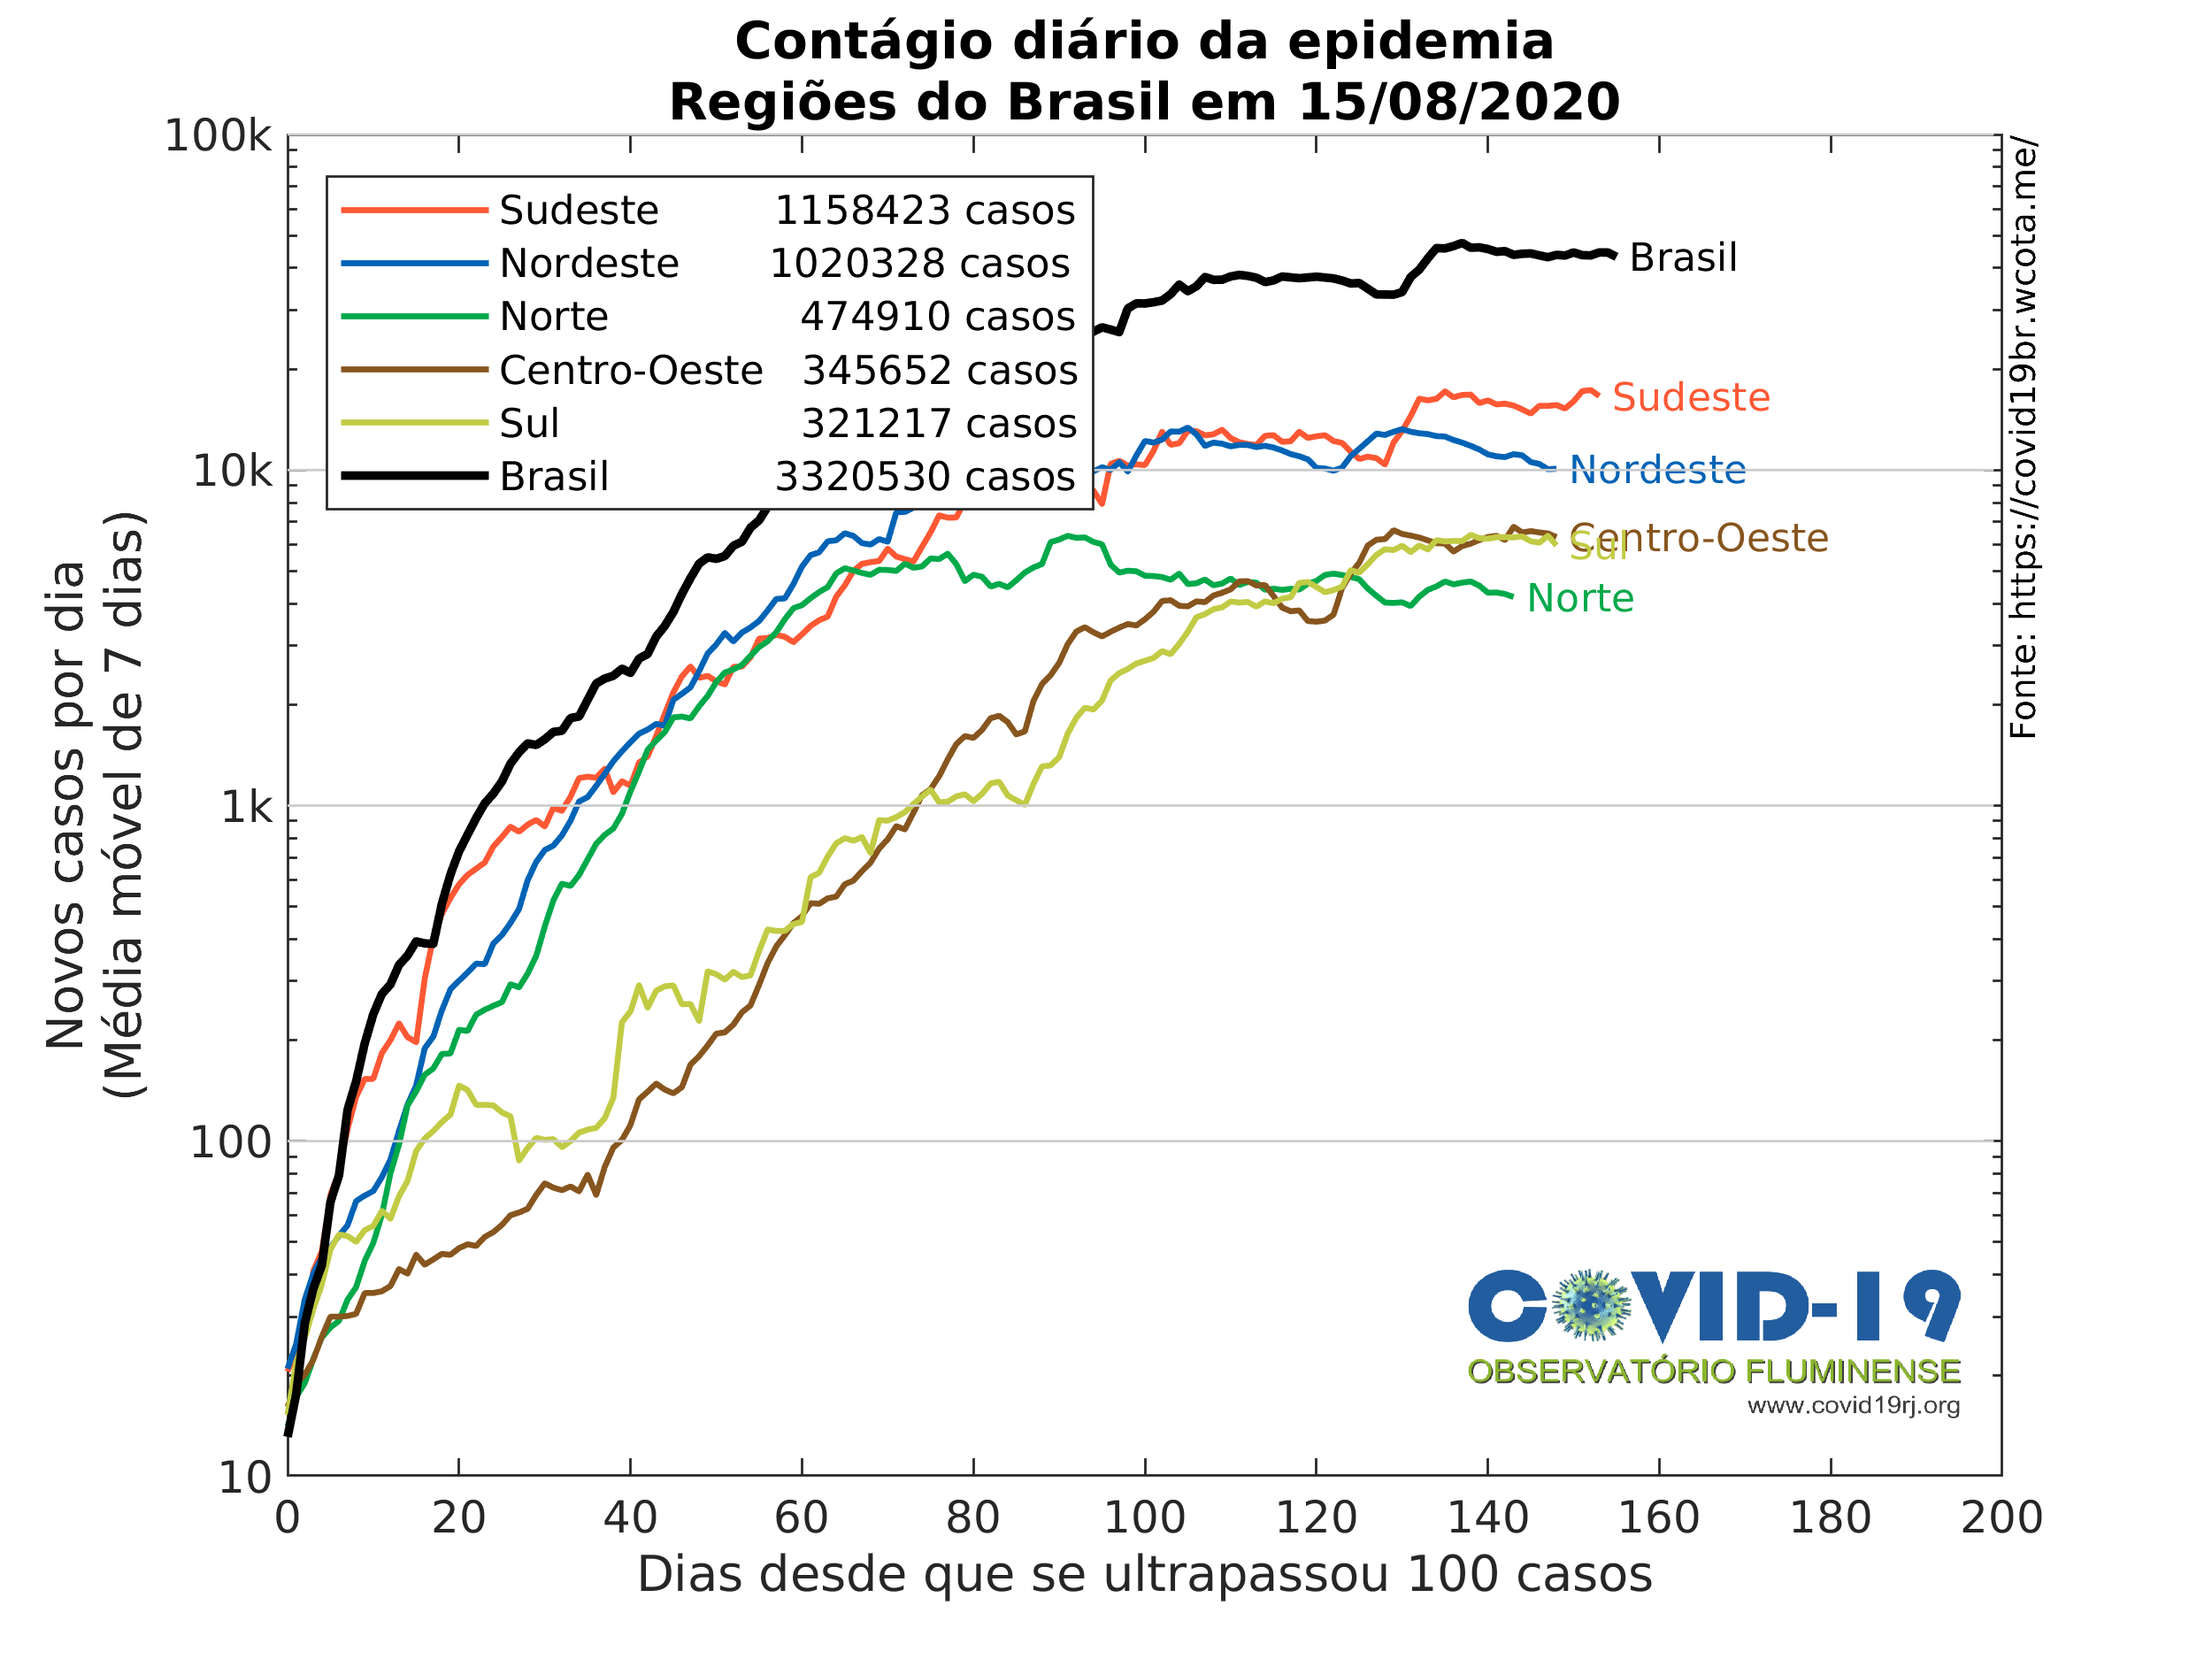 Contágio diário da epidemia
Regiões do Brasil em 15/08/2020
100k
10k
1k
100
10
Novos casos por dia
(Média móvel de 7 dias)
Sudeste 1158423 casos
Nordeste 1020328 casos
Norte 474910 casos
Centro-Oeste 345652 casos
Sul 321217 casos
Brasil 3320530 casos
Brasil
Sudeste
Nordeste
Centro-Oeste
Sul
Norte
Fonte: https://covid19br.wcota.me/
COVID-19
OBSERVATÓRIO FLUMINENSE
www.covid19rj.org
0 20 40 60 80 100 120 140 160 180 200
Dias desde que se ultrapassou 100 casos